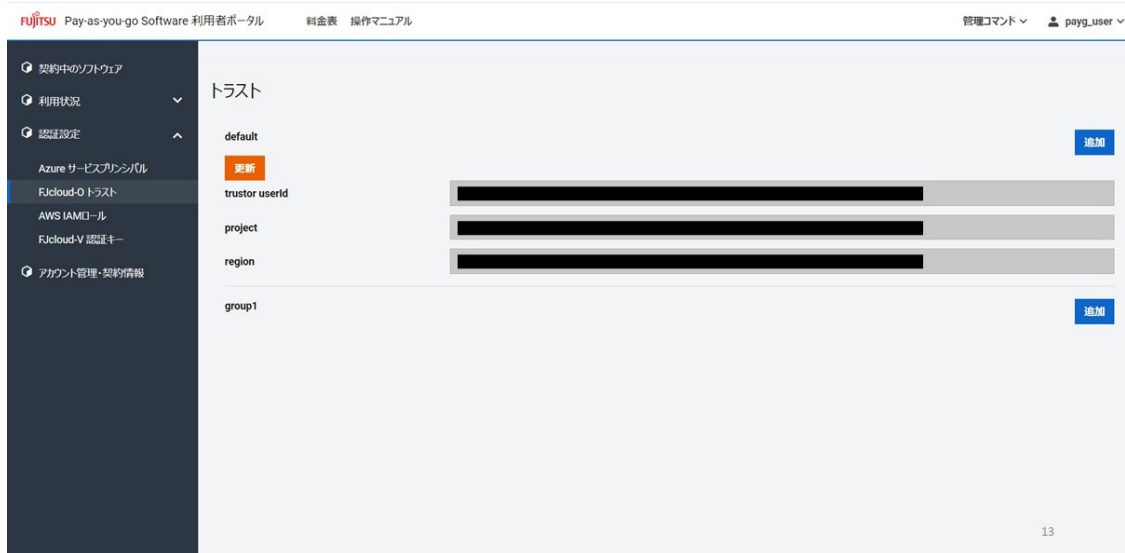 FUJITSU Pay-as-you-go Software 利用者ポータル 料金表 操作マニュアル 管理コマンド payg_user
契約中のソフトウェア
利用状況
認証設定
Azure サービスプリンシパル
FJcloud-O トラスト
AWS IAMロール
FJcloud-V 認証キー
アカウント管理・契約情報
トラスト
default 追加
更新
trustor userId
project
region
group1 追加
13